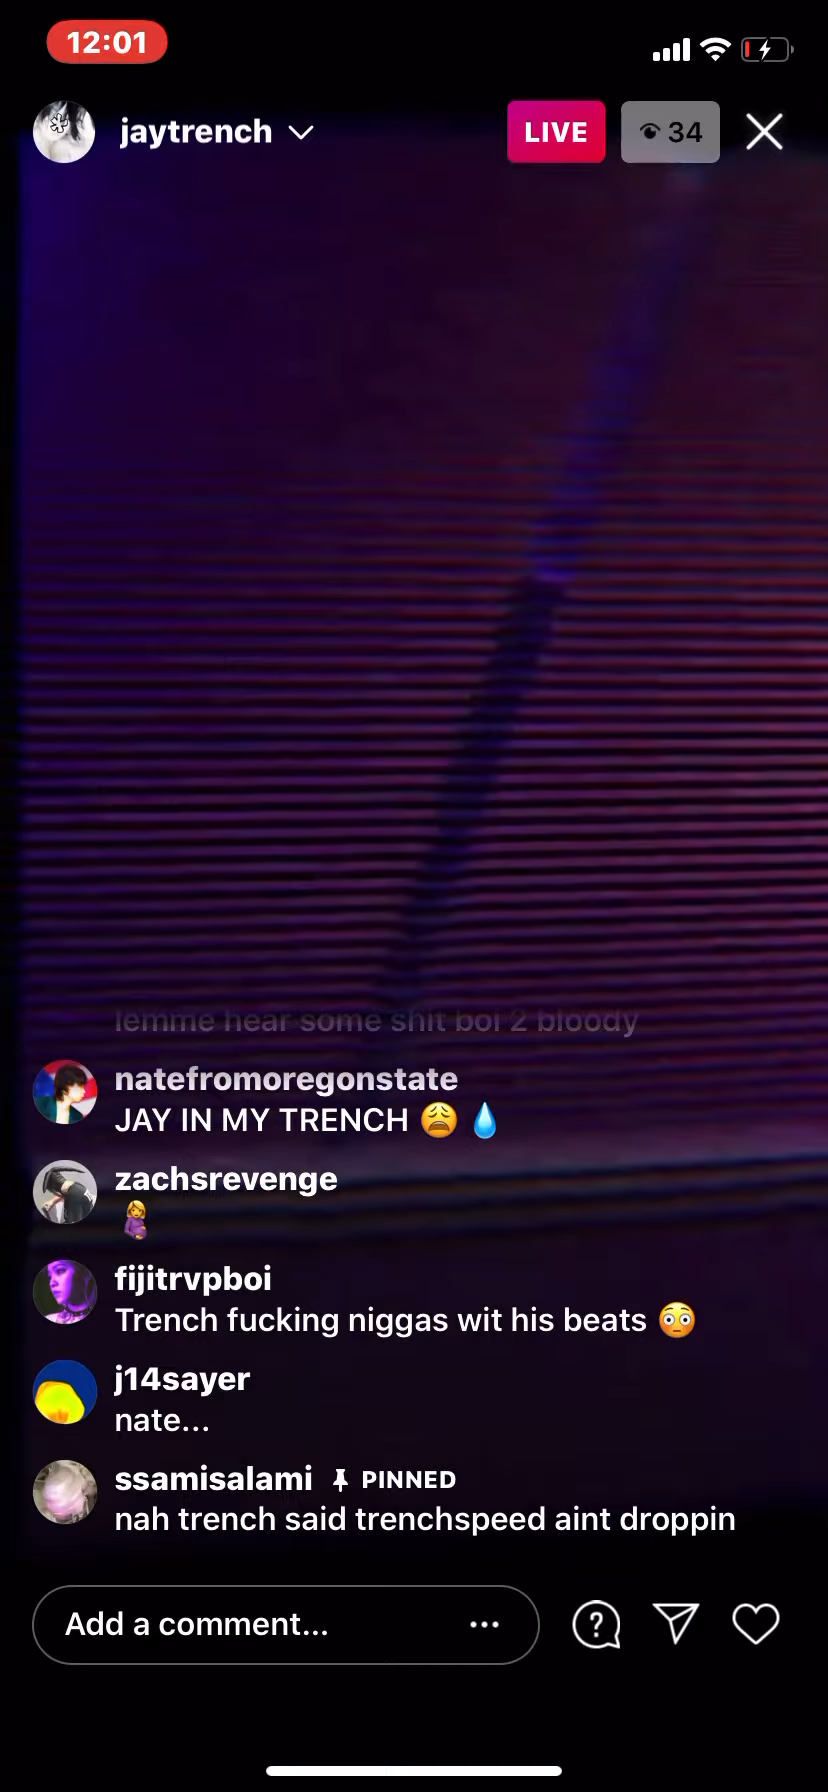 12:01
jaytrench
LIVE
34
lemme hear some shit boi 2 bloody
natefromoregonstate
JAY IN MY TRENCH 😩 💧
zachsrevenge
🤰
fijitrvpboi
Trench fucking niggas wit his beats 😳
j14sayer
nate...
ssamisalami PINNED
nah trench said trenchspeed aint droppin
Add a comment...